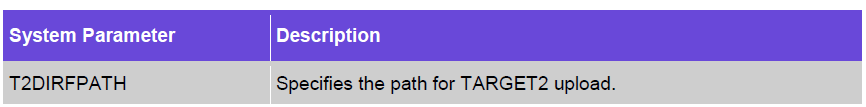 System Parameter Description
T2DIRFPATH Specifies the path for TARGET2 upload.